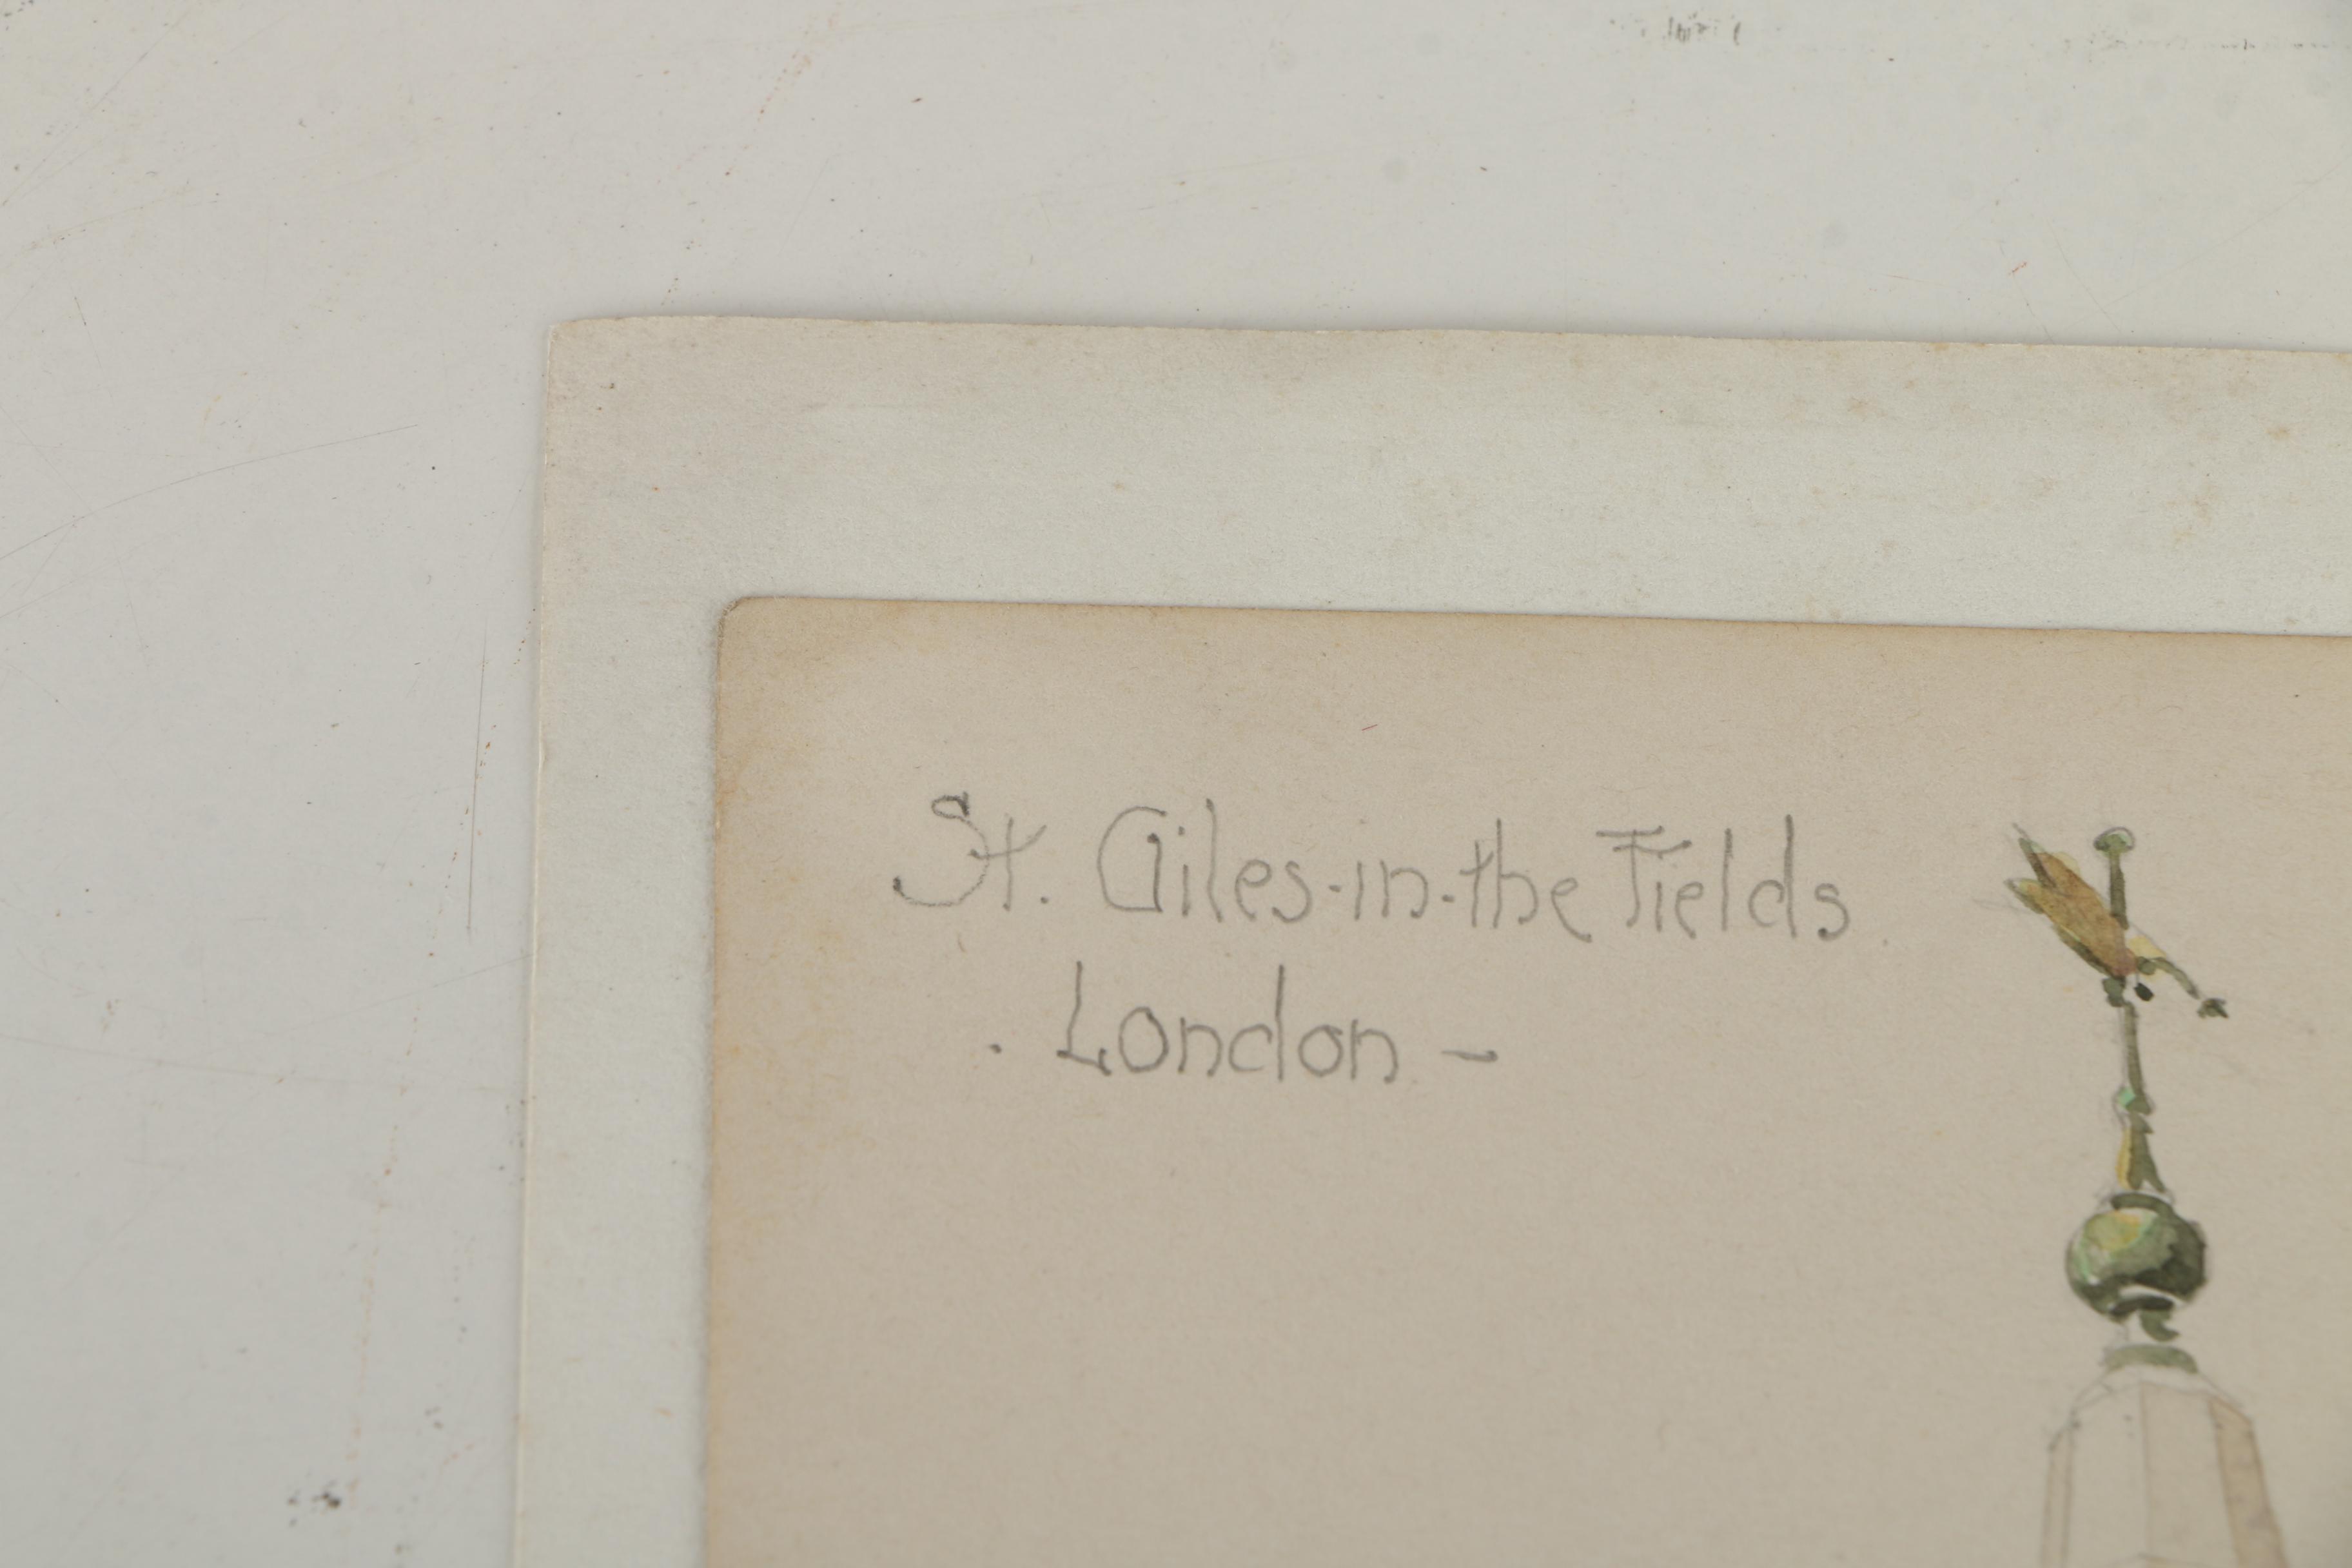 St. Giles-in-the Fields
. London -